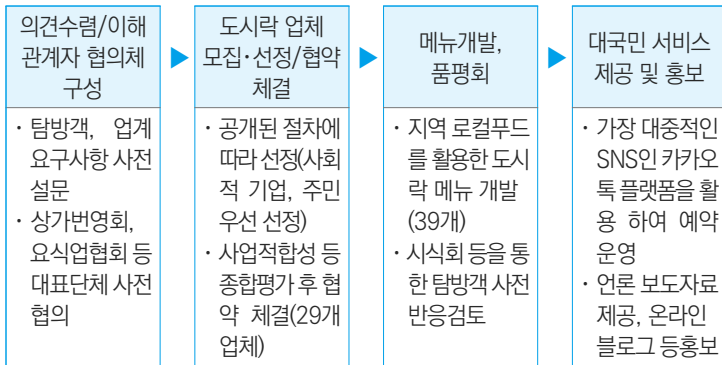 의견수렴/이해
관계자 협의체
구성
· 탐방객, 업계
요구사항 사전
설문
· 상가번영회,
요식업협회 등
대표단체 사전
협의
도시락 업체
모집·선정/협약
체결
· 공개된 절차에
따라 선정(사회
적 기업, 주민
우선 선정)
· 사업적합성 등
종합평가 후 협
약 체결(29개
업체)
메뉴개발,
품평회
· 지역 로컬푸드
를 활용한 도시
락 메뉴 개발
(39개)
· 시식회 등을 통
한 탐방객 사전
반응검토
대국민 서비스
제공 및 홍보
· 가장 대중적인
SNS인 카카오
톡 플랫폼을 활
용 하여 예약
운영
· 언론 보도자료
제공, 온라인
블로그 등홍보